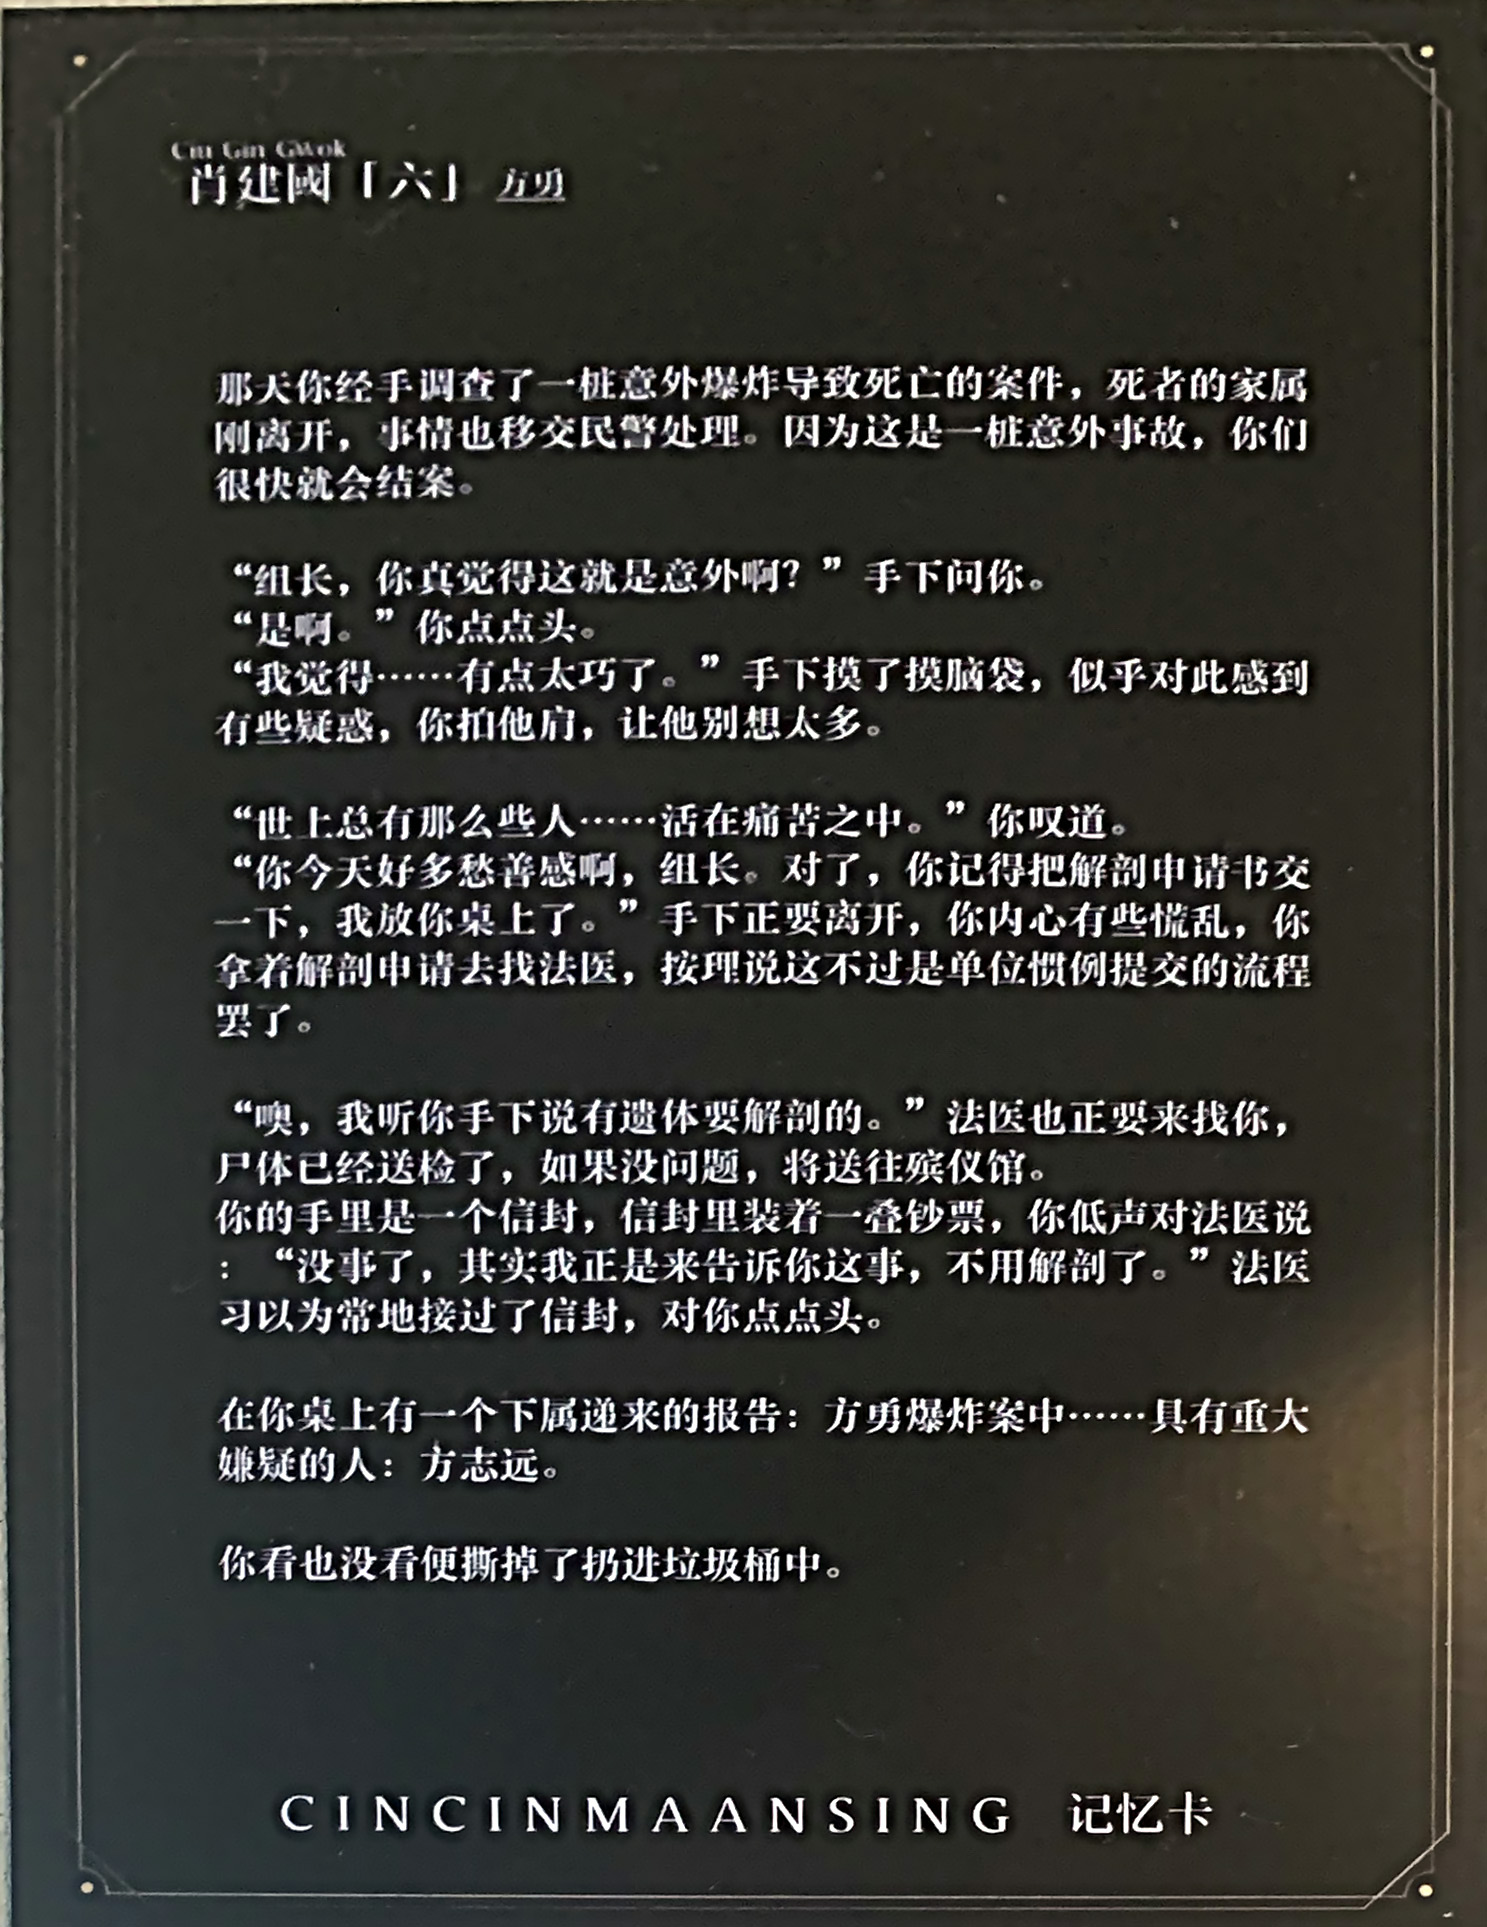 Ciu Gin Gwok
肖建國「六」 方勇
那天你经手调查了一桩意外爆炸导致死亡的案件，死者的家属
刚离开，事情也移交民警处理。因为这是一桩意外事故，你们
很快就会结案。
“组长，你真觉得这就是意外啊？”手下问你。
“是啊。”你点点头。
“我觉得……有点太巧了。”手下摸了摸脑袋，似乎对此感到
有些疑惑，你拍他肩，让他别想太多。
“世上总有那么些人……活在痛苦之中。”你叹道。
“你今天好多愁善感啊，组长。对了，你记得把解剖申请书交
一下，我放你桌上了。”手下正要离开，你内心有些慌乱，你
拿着解剖申请去找法医，按理说这不过是单位惯例提交的流程
罢了。
“噢，我听你手下说有遗体要解剖的。”法医也正要来找你，
尸体已经送检了，如果没问题，将送往殡仪馆。
你的手里是一个信封，信封里装着一叠钞票，你低声对法医说
：“没事了，其实我正是来告诉你这事，不用解剖了。”法医
习以为常地接过了信封，对你点点头。
在你桌上有一个下属递来的报告：方勇爆炸案中……具有重大
嫌疑的人：方志远。
你看也没看便撕掉了扔进垃圾桶中。
CINCINMAANSING 记忆卡